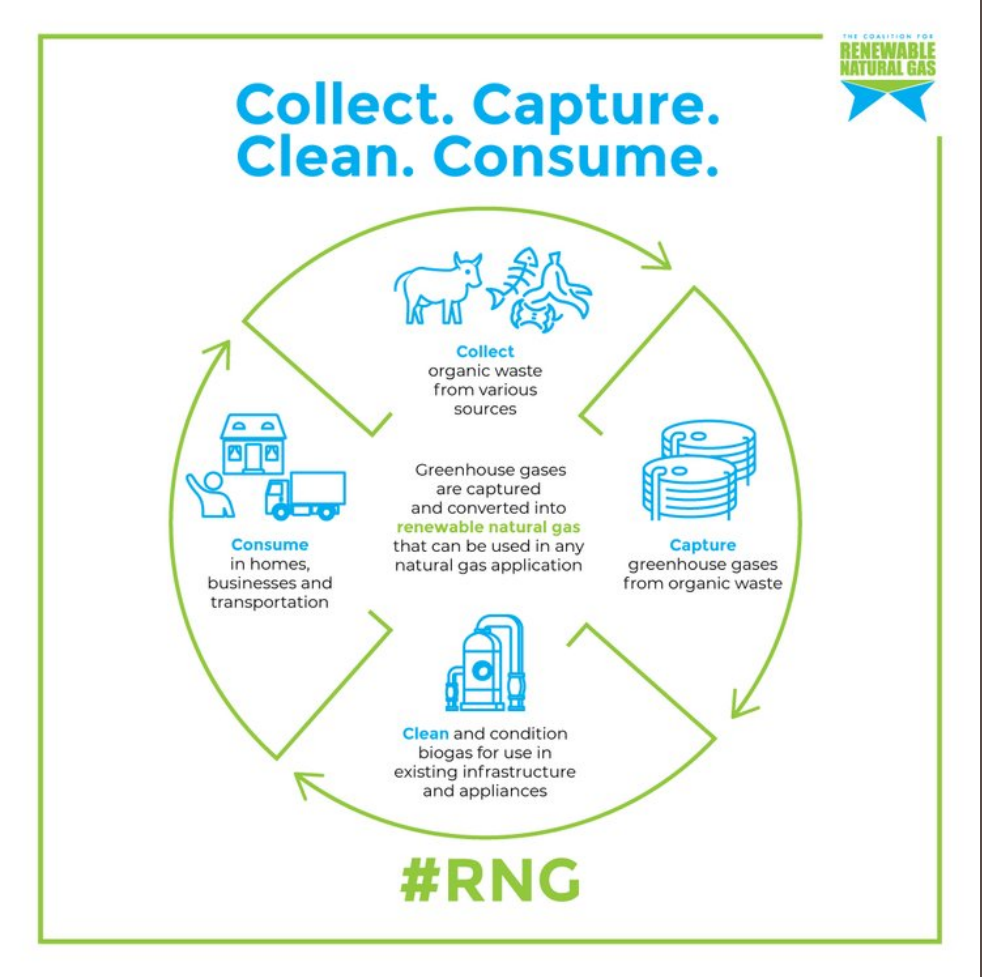 THE COALITION FOR
RENEWABLE
NATURAL GAS
Collect. Capture.
Clean. Consume.
Collect
organic waste
from various
sources
Capture
greenhouse gases
from organic waste
Clean and condition
biogas for use in
existing infrastructure
and appliances
Consume
in homes,
businesses and
transportation
Greenhouse gases
are captured
and converted into
renewable natural gas
that can be used in any
natural gas application
#RNG